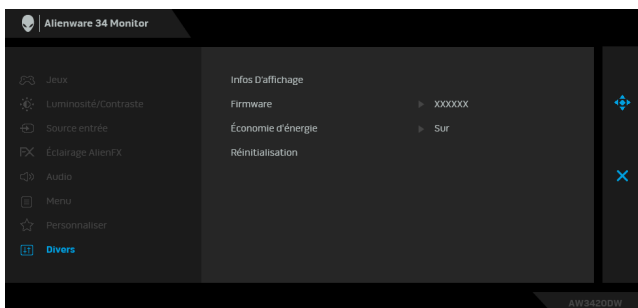 Alienware 34 Monitor
Jeux
Luminosité/Contraste
Source entrée
Éclairage AlienFX
Audio
Menu
Personnaliser
Divers
Infos D'affichage
Firmware XXXXXX
Économie d'énergie Sur
Réinitialisation
AW3420DW